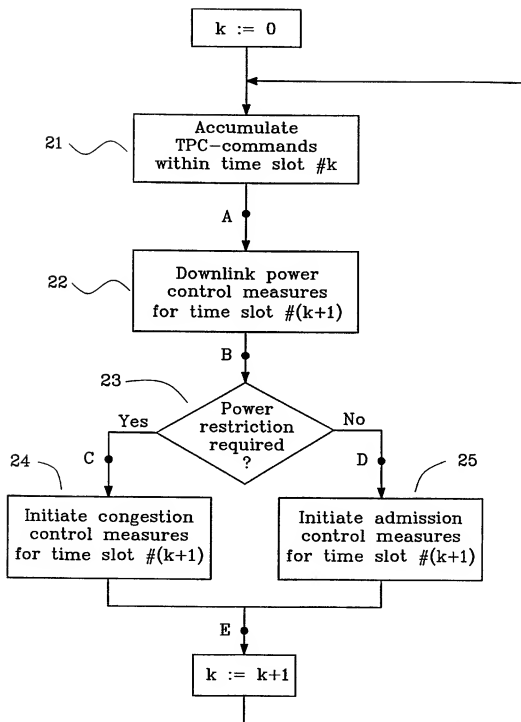 k := 0
21
Accumulate
TPC-commands
within time slot #k
A
22
Downlink power
control measures
for time slot #(k+1)
B
23
Power
restriction
required
?
Yes
No
C
D
24
25
Initiate congestion
control measures
for time slot #(k+1)
Initiate admission
control measures
for time slot #(k+1)
E
k := k+1